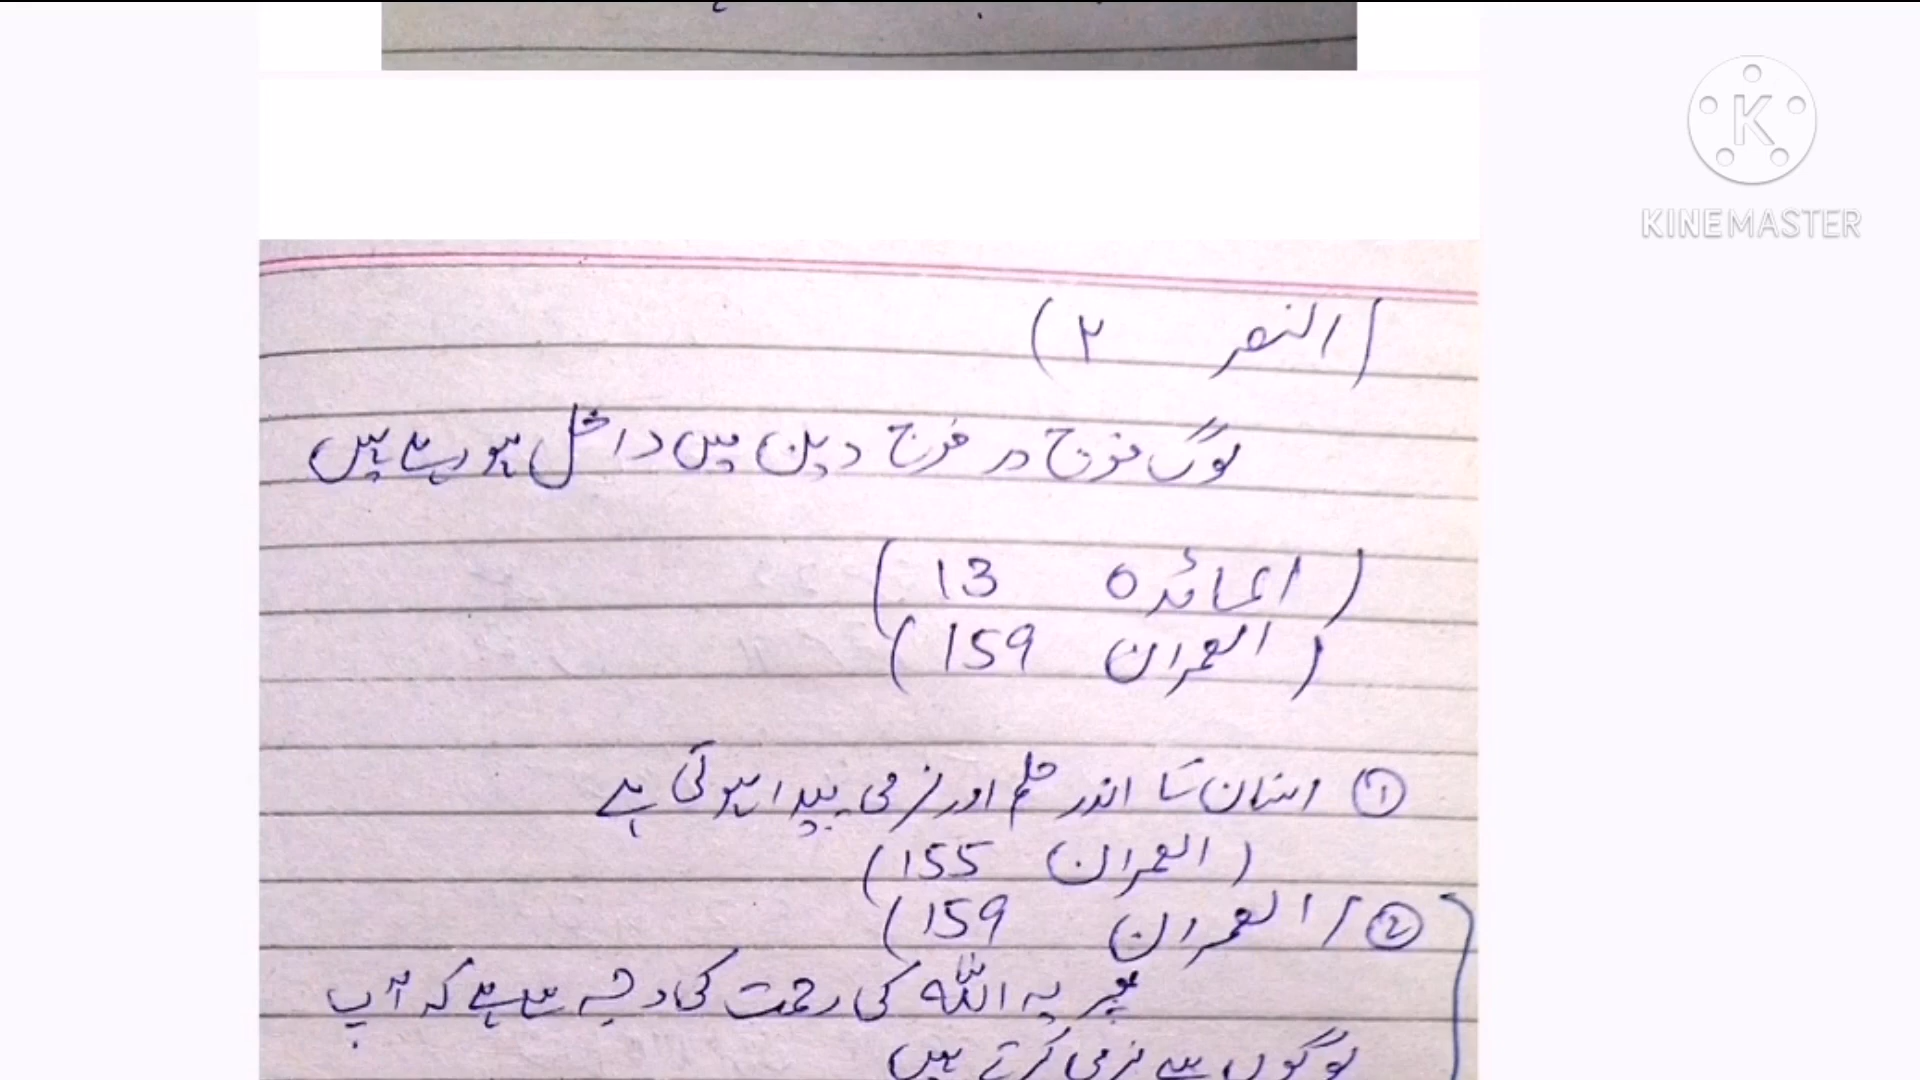 KINEMASTER
(النصر ۲)
لوگ فوج در فوج دین میں داخل ہو رہے ہیں
(المائدہ 13)
(العمران 159)
① انسان کا اندر حلم اور نرمی پیدا ہوتی ہے
(العمران 155)
② (العمران 159)
پھر یہ اللہ کی رحمت کی وجہ سے ہے کہ آپ
لوگوں سے نرمی کرتے ہیں